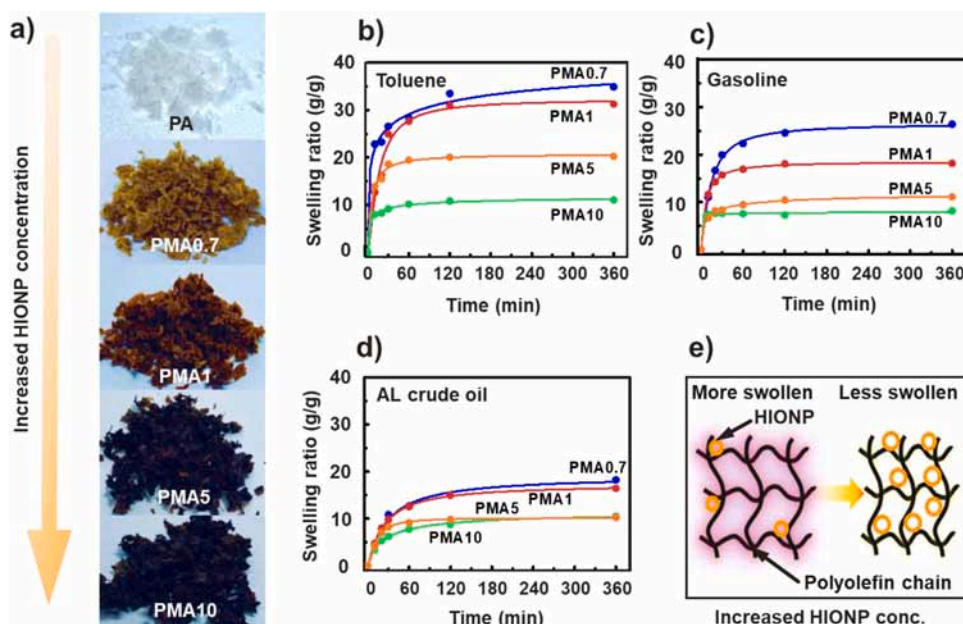 a)
Increased HIONP concentration
PA
PMA0.7
PMA1
PMA5
PMA10
b)
Toluene
PMA0.7
PMA1
PMA5
PMA10
Swelling ratio (g/g)
40
30
20
10
0
0 60 120 180 240 300 360
Time (min)
c)
Gasoline
PMA0.7
PMA1
PMA5
PMA10
Swelling ratio (g/g)
40
30
20
10
0
0 60 120 180 240 300 360
Time (min)
d)
AL crude oil
PMA0.7
PMA1
PMA5
PMA10
Swelling ratio (g/g)
40
30
20
10
0
0 60 120 180 240 300 360
Time (min)
e)
More swollen Less swollen
HIONP
Polyolefin chain
Increased HIONP conc.